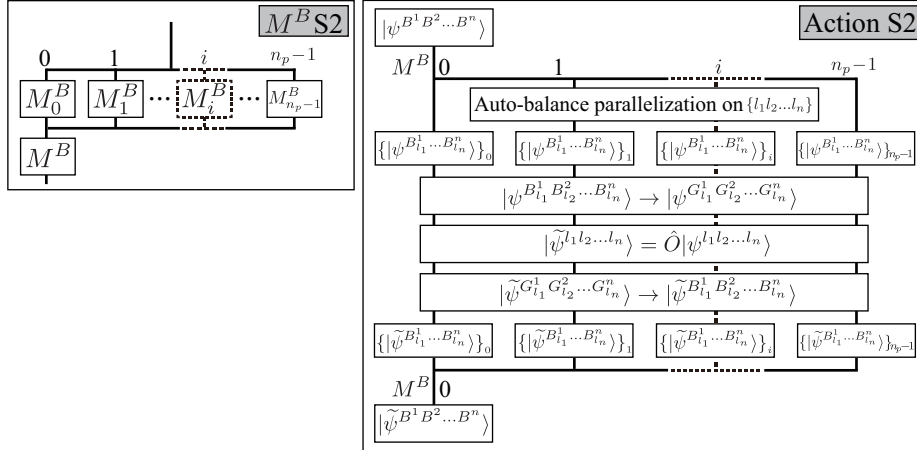 M^B S2
0 1 i n_p−1
M_0^B M_1^B ··· M_i^B ··· M_{n_p−1}^B
M^B
Action S2
|ψ^{B^1 B^2 ... B^n}⟩
M^B 0 1 i n_p−1
Auto-balance parallelization on {l_1 l_2 ... l_n}
{|ψ^{B^1_{l_1} ... B^n_{l_n}}⟩}_0 {|ψ^{B^1_{l_1} ... B^n_{l_n}}⟩}_1 {|ψ^{B^1_{l_1} ... B^n_{l_n}}⟩}_i {|ψ^{B^1_{l_1} ... B^n_{l_n}}⟩}_{n_p−1}
|ψ^{B^1_{l_1} B^2_{l_2} ... B^n_{l_n}}⟩ → |ψ^{G^1_{l_1} G^2_{l_2} ... G^n_{l_n}}⟩
|ψ̃^{l_1 l_2 ... l_n}⟩ = Ô|ψ^{l_1 l_2 ... l_n}⟩
|ψ̃^{G^1_{l_1} G^2_{l_2} ... G^n_{l_n}}⟩ → |ψ̃^{B^1_{l_1} B^2_{l_2} ... B^n_{l_n}}⟩
{|ψ̃^{B^1_{l_1} ... B^n_{l_n}}⟩}_0 {|ψ̃^{B^1_{l_1} ... B^n_{l_n}}⟩}_1 {|ψ̃^{B^1_{l_1} ... B^n_{l_n}}⟩}_i {|ψ̃^{B^1_{l_1} ... B^n_{l_n}}⟩}_{n_p−1}
M^B 0
|ψ̃^{B^1 B^2 ... B^n}⟩